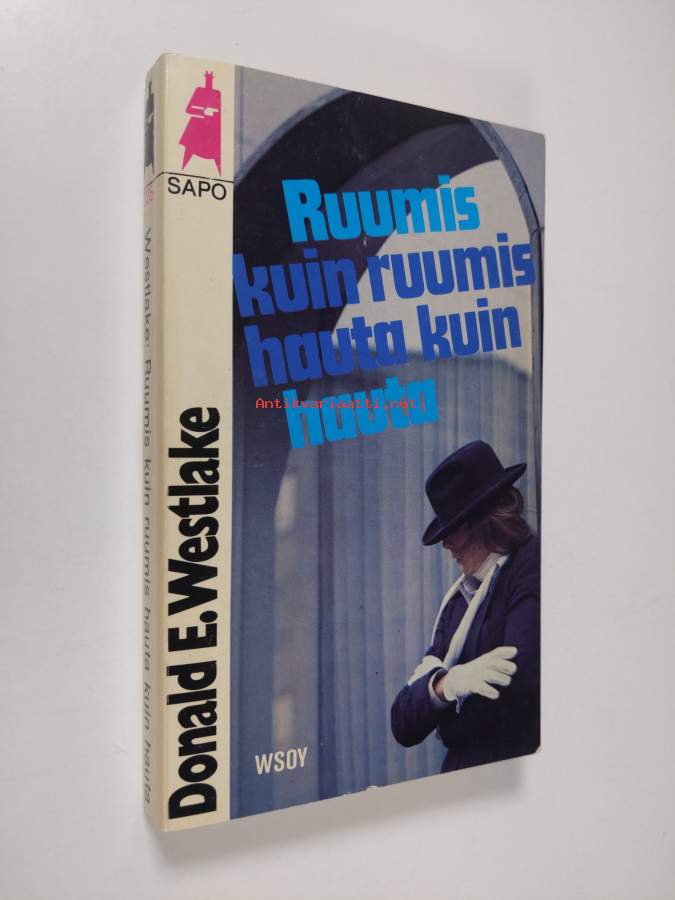 SAPO
Donald E. Westlake
Ruumis
kuin ruumis
hauta kuin
hauta
Antikvariaatti.net
WSOY
Westlake: Ruumis kuin ruumis hauta kuin hauta